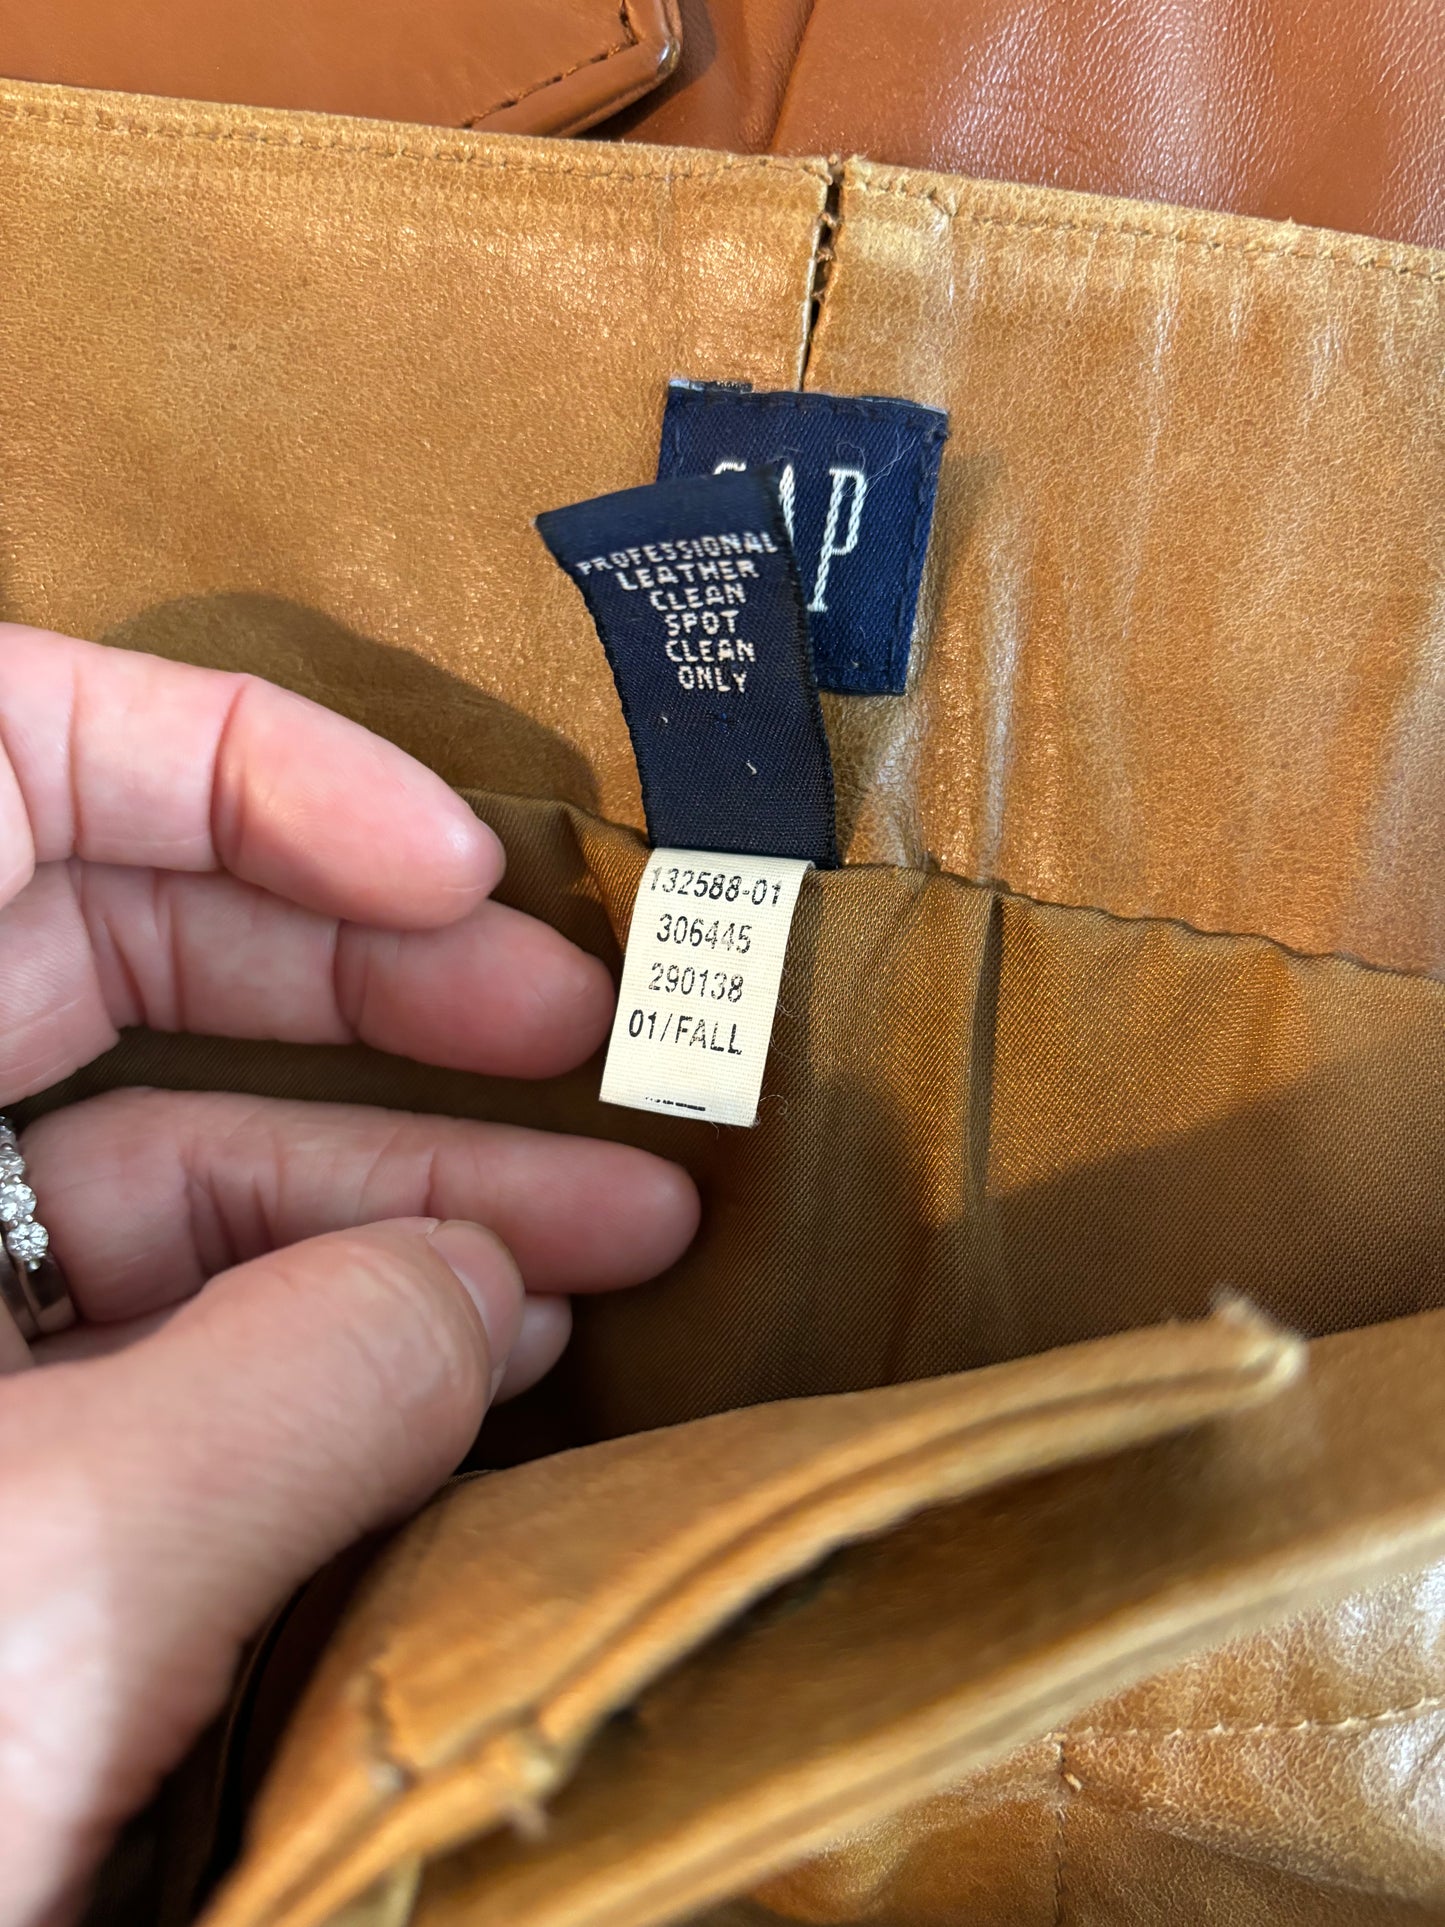 GAP
PROFESSIONAL
LEATHER
CLEAN
SPOT
CLEAN
ONLY
132588-01
306445
290138
01/FALL